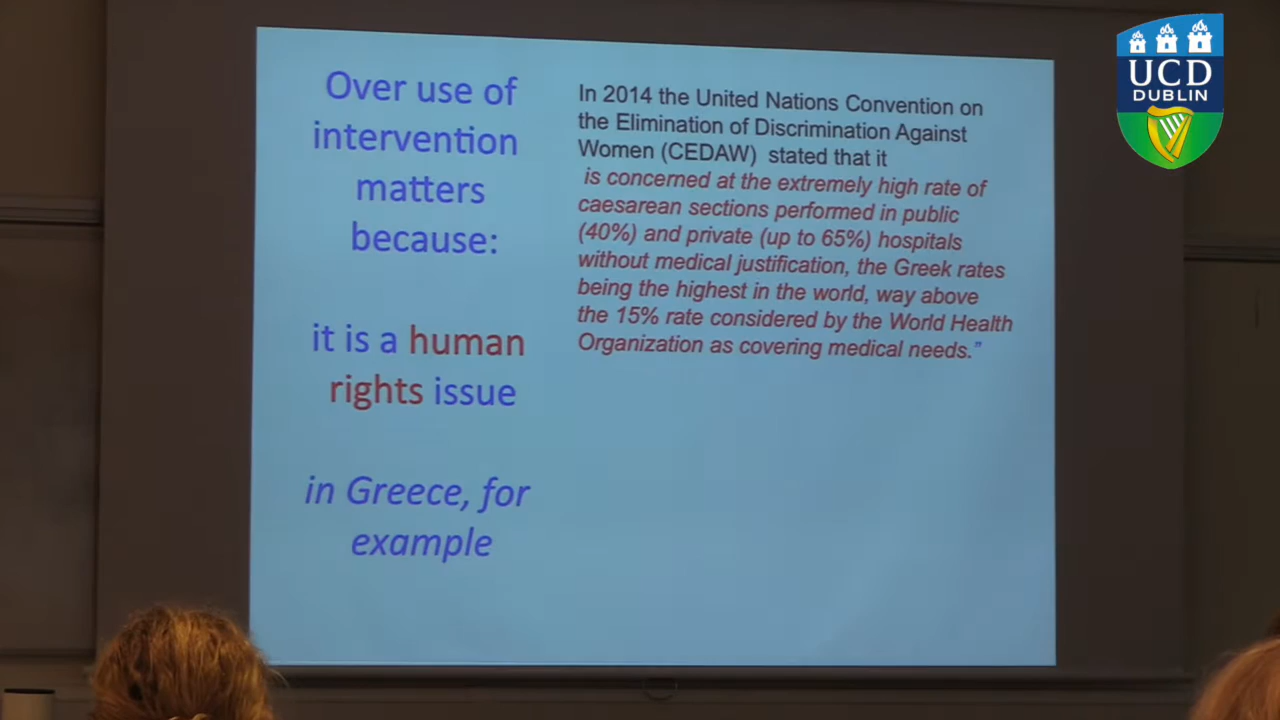 Over use of
intervention
matters
because:
it is a human
rights issue
in Greece, for
example
In 2014 the United Nations Convention on
the Elimination of Discrimination Against
Women (CEDAW) stated that it
is concerned at the extremely high rate of
caesarean sections performed in public
(40%) and private (up to 65%) hospitals
without medical justification, the Greek rates
being the highest in the world, way above
the 15% rate considered by the World Health
Organization as covering medical needs.”
UCD
DUBLIN